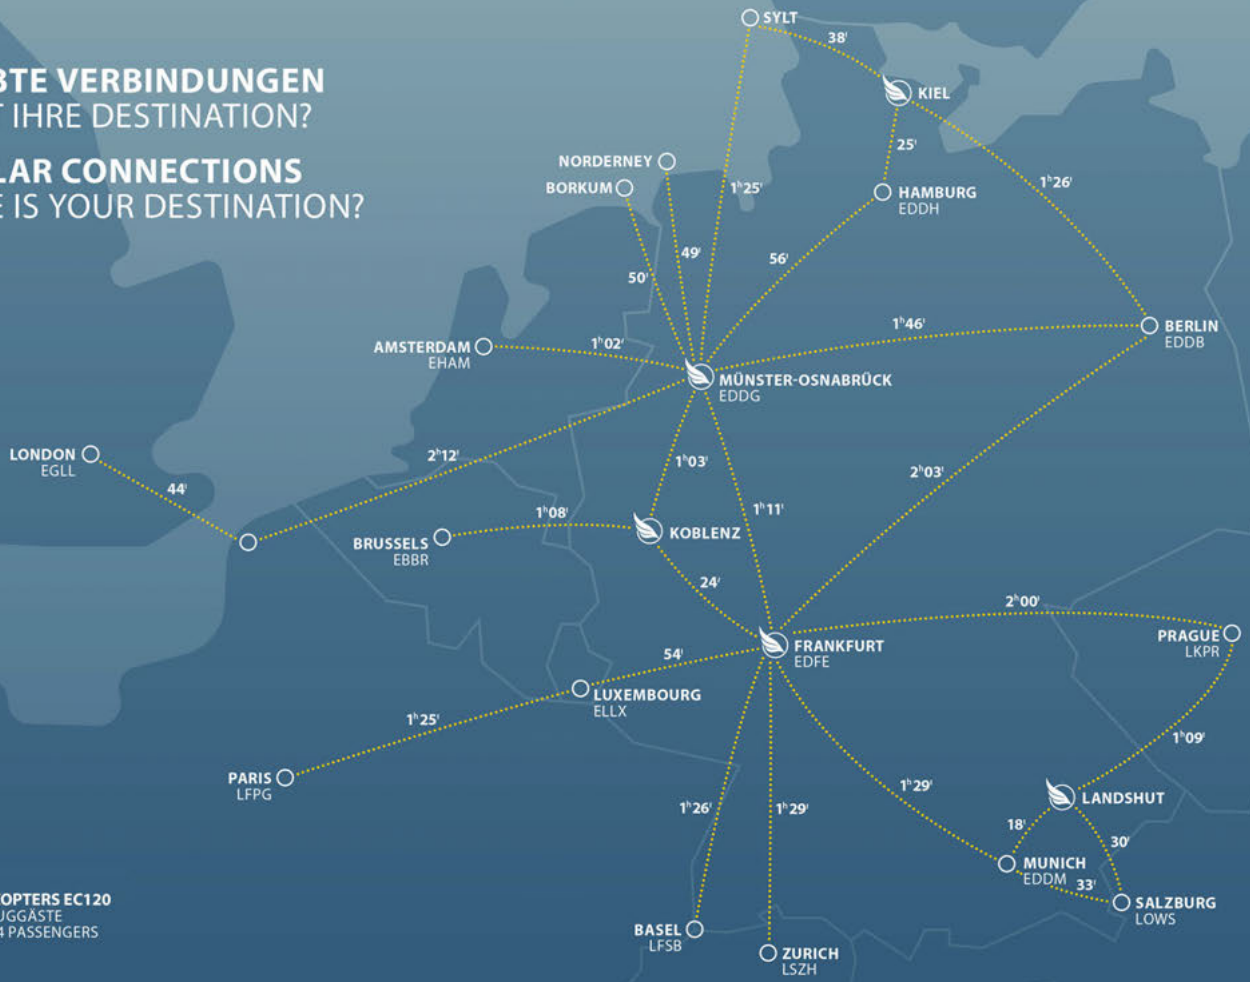 BTE VERBINDUNGEN
T IHRE DESTINATION?
LAR CONNECTIONS
E IS YOUR DESTINATION?
SYLT
38'
KIEL
25'
NORDERNEY
BORKUM
1h25'
HAMBURG
EDDH
1h26'
49'
50'
56'
1h46'
BERLIN
EDDB
AMSTERDAM
EHAM
1h02'
MÜNSTER-OSNABRÜCK
EDDG
LONDON
EGLL
44'
2h12'
1h03'
2h03'
1h11'
BRUSSELS
EBBR
1h08'
KOBLENZ
24'
2h00'
PRAGUE
LKPR
FRANKFURT
EDFE
54'
LUXEMBOURG
ELLX
1h25'
PARIS
LFPG
1h09'
1h26'
1h29'
1h29'
LANDSHUT
18'
30'
MUNICH
EDDM
33'
SALZBURG
LOWS
OPTERS EC120
UGGÄSTE
4 PASSENGERS
BASEL
LFSB
ZURICH
LSZH